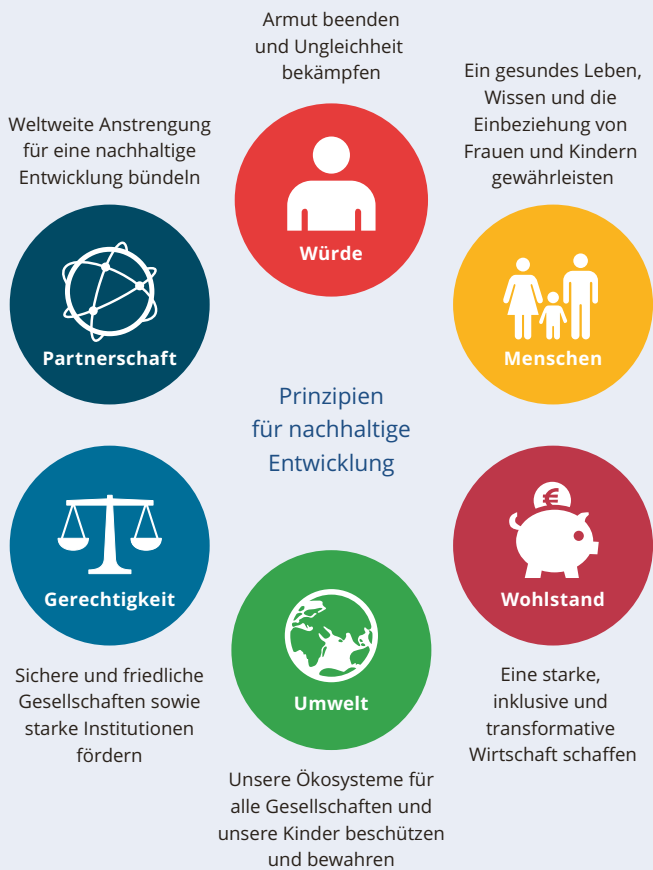 Armut beenden
und Ungleichheit
bekämpfen
Würde
Ein gesundes Leben,
Wissen und die
Einbeziehung von
Frauen und Kindern
gewährleisten
Menschen
Weltweite Anstrengung
für eine nachhaltige
Entwicklung bündeln
Partnerschaft
Prinzipien
für nachhaltige
Entwicklung
Gerechtigkeit
Sichere und friedliche
Gesellschaften sowie
starke Institutionen
fördern
Umwelt
Unsere Ökosysteme für
alle Gesellschaften und
unsere Kinder beschützen
und bewahren
€
Wohlstand
Eine starke,
inklusive und
transformative
Wirtschaft schaffen